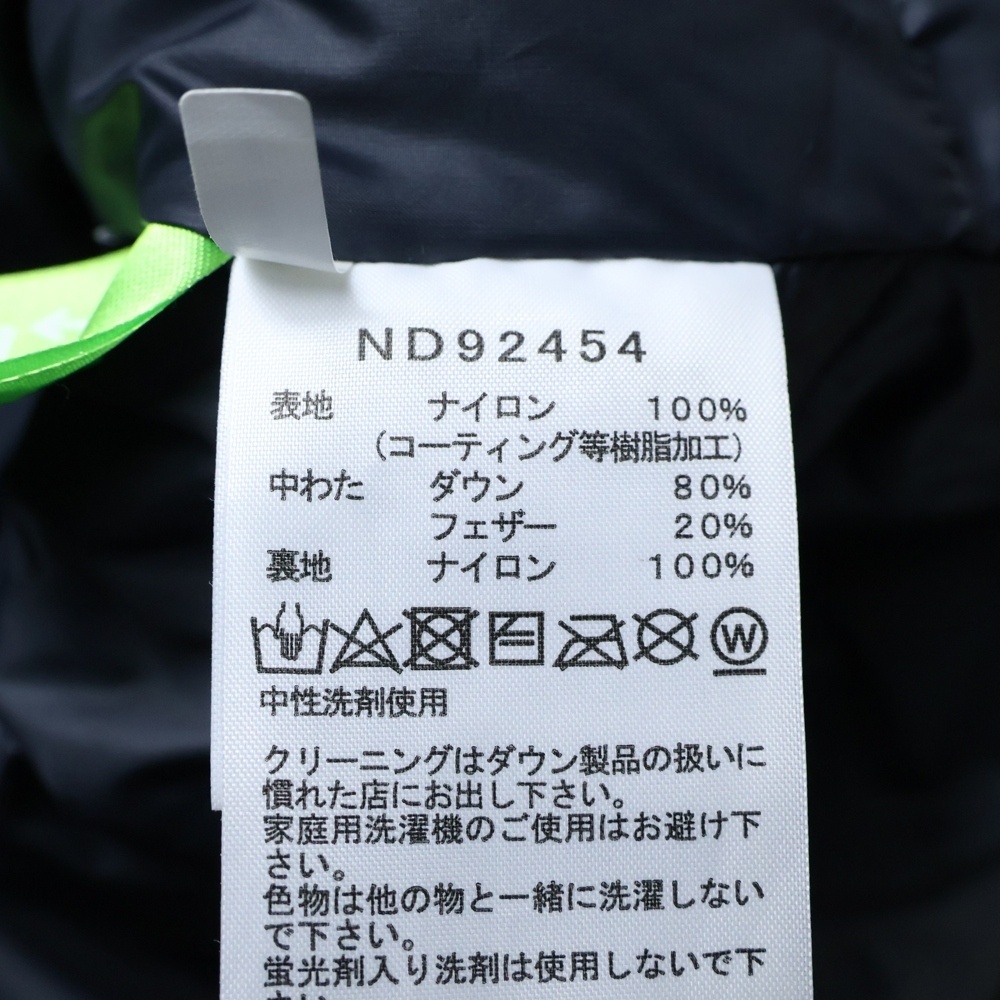 ND92454
表地 ナイロン 100%
(コーティング等樹脂加工)
中わた ダウン 80%
フェザー 20%
裏地 ナイロン 100%
W
中性洗剤使用
クリーニングはダウン製品の扱いに
慣れた店にお出し下さい。
家庭用洗濯機のご使用はお避け下
さい。
色物は他の物と一緒に洗濯しない
で下さい。
蛍光剤入り洗剤は使用しないで下